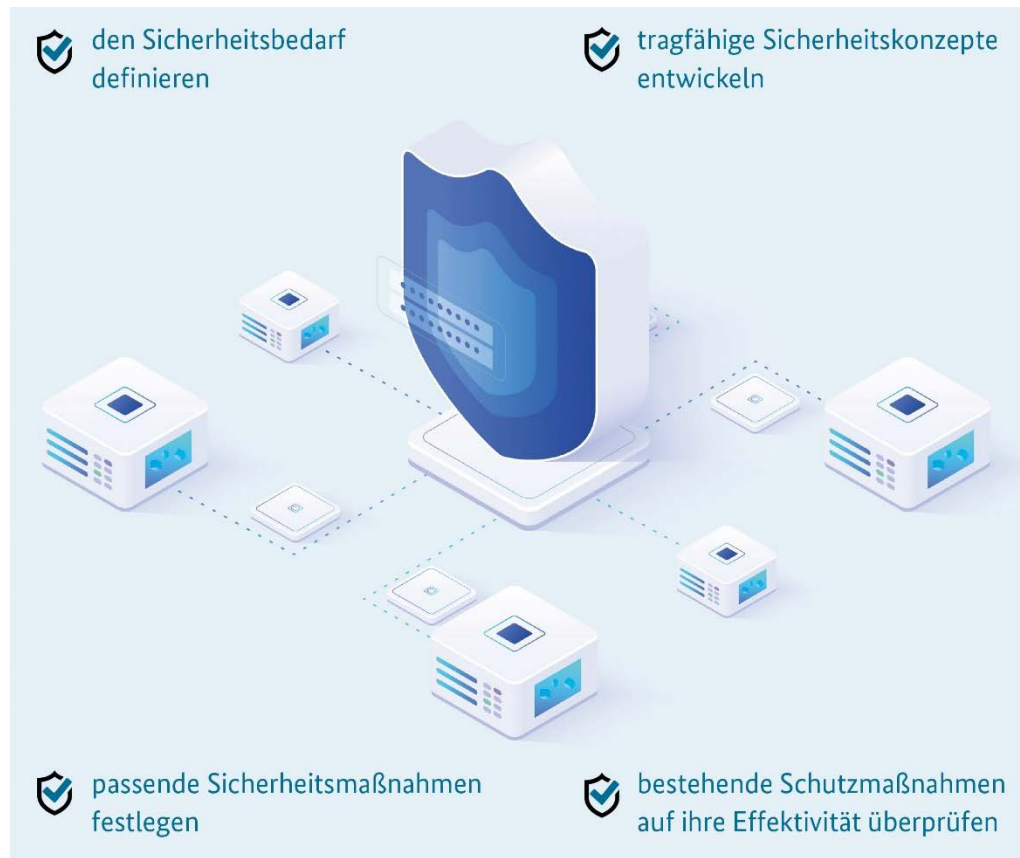 den Sicherheitsbedarf
definieren
tragfähige Sicherheitskonzepte
entwickeln
passende Sicherheitsmaßnahmen
festlegen
bestehende Schutzmaßnahmen
auf ihre Effektivität überprüfen